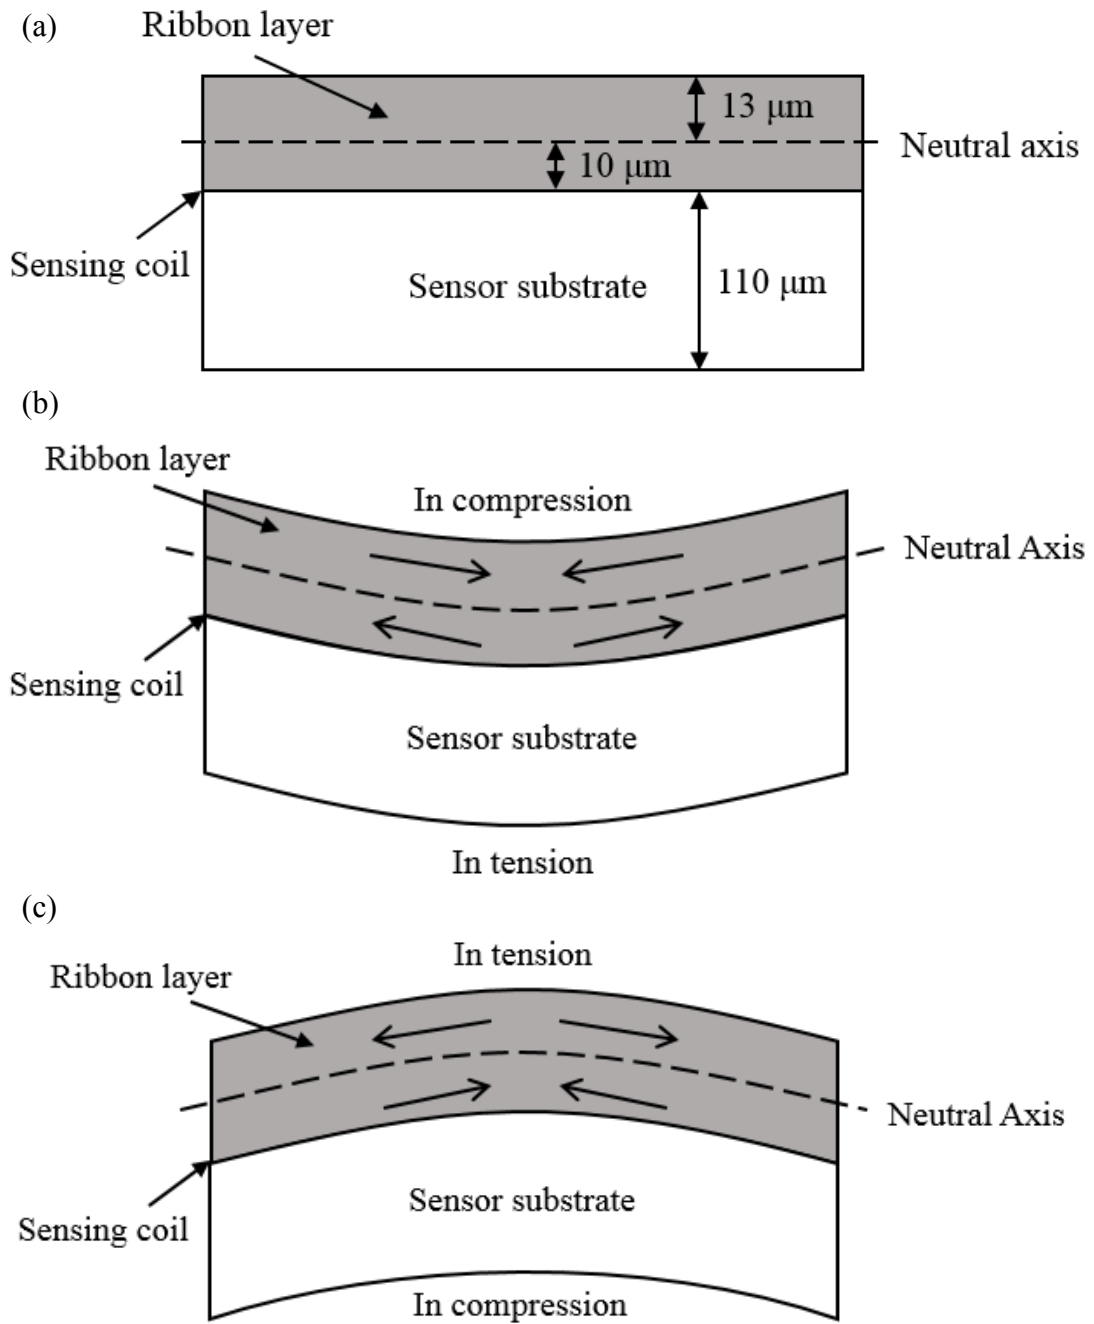 (a)
Ribbon layer
13 μm
Neutral axis
10 μm
Sensing coil
Sensor substrate
110 μm
(b)
Ribbon layer
In compression
Neutral Axis
Sensing coil
Sensor substrate
In tension
(c)
In tension
Ribbon layer
Neutral Axis
Sensor substrate
Sensing coil
In compression